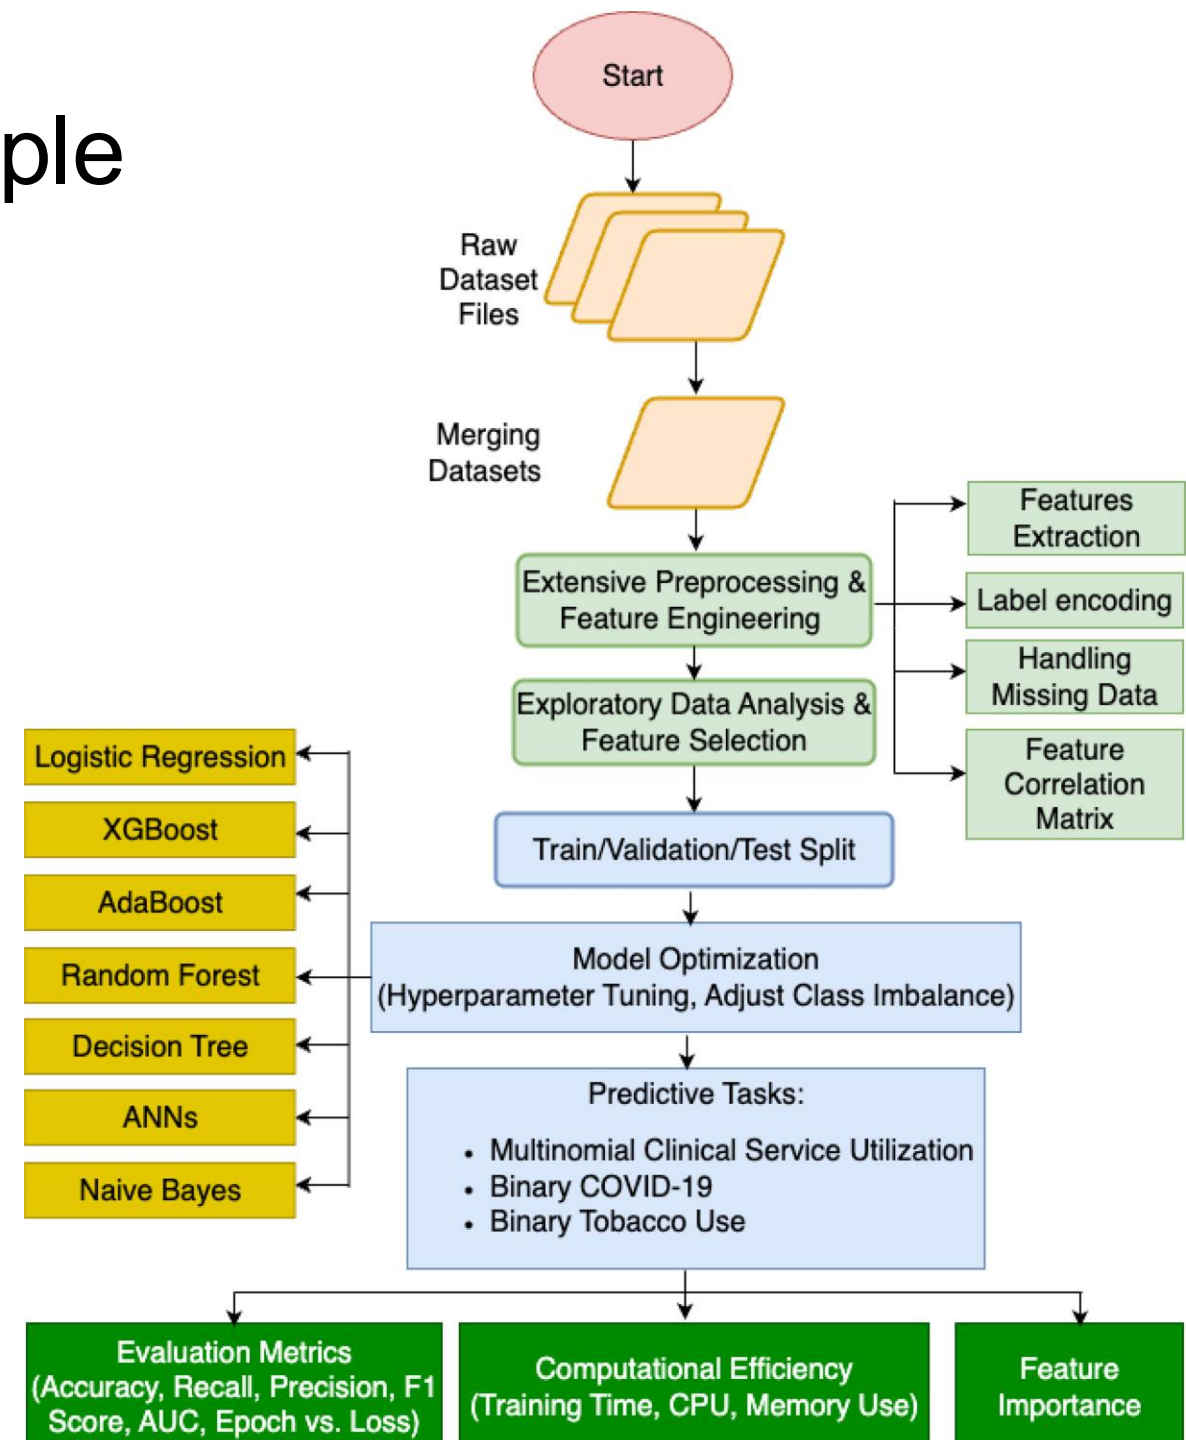 ple
Start
Raw
Dataset
Files
Merging
Datasets
Extensive Preprocessing &
Feature Engineering
Features
Extraction
Label encoding
Handling
Missing Data
Feature
Correlation
Matrix
Exploratory Data Analysis &
Feature Selection
Train/Validation/Test Split
Model Optimization
(Hyperparameter Tuning, Adjust Class Imbalance)
Logistic Regression
XGBoost
AdaBoost
Random Forest
Decision Tree
ANNs
Naive Bayes
Predictive Tasks:
• Multinomial Clinical Service Utilization
• Binary COVID-19
• Binary Tobacco Use
Evaluation Metrics
(Accuracy, Recall, Precision, F1
Score, AUC, Epoch vs. Loss)
Computational Efficiency
(Training Time, CPU, Memory Use)
Feature
Importance